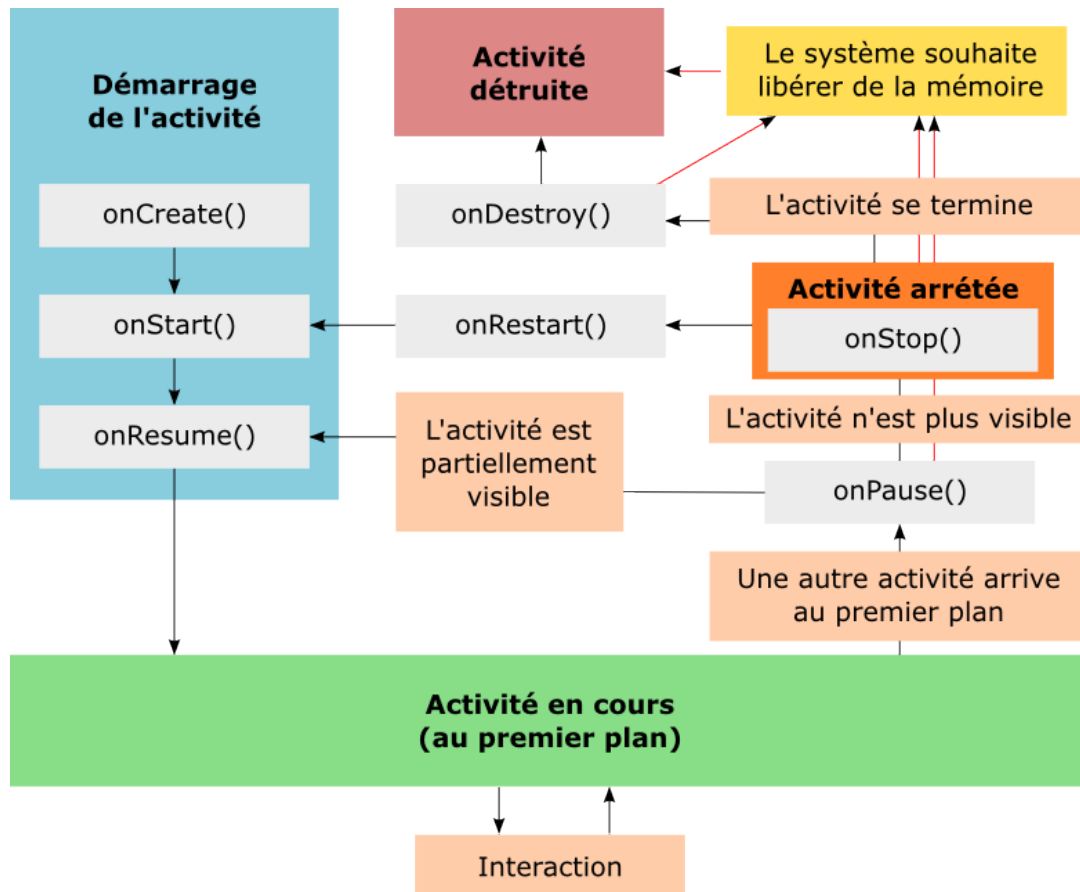 Démarrage
de l'activité
Activité
détruite
Le système souhaite
libérer de la mémoire
onCreate()
onDestroy()
L'activité se termine
onStart()
onRestart()
Activité arrétée
onStop()
onResume()
L'activité est
partiellement
visible
L'activité n'est plus visible
onPause()
Une autre activité arrive
au premier plan
Activité en cours
(au premier plan)
Interaction